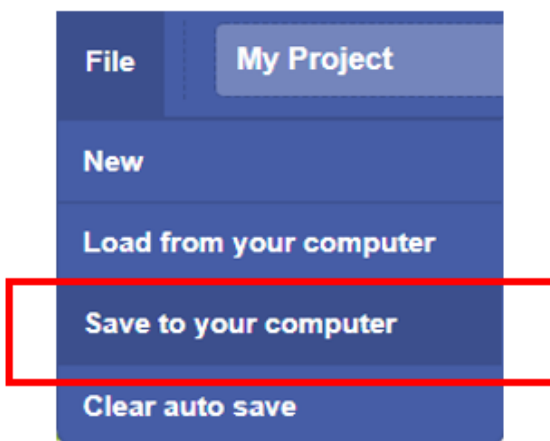 File
My Project
New
Load from your computer
Save to your computer
Clear auto save